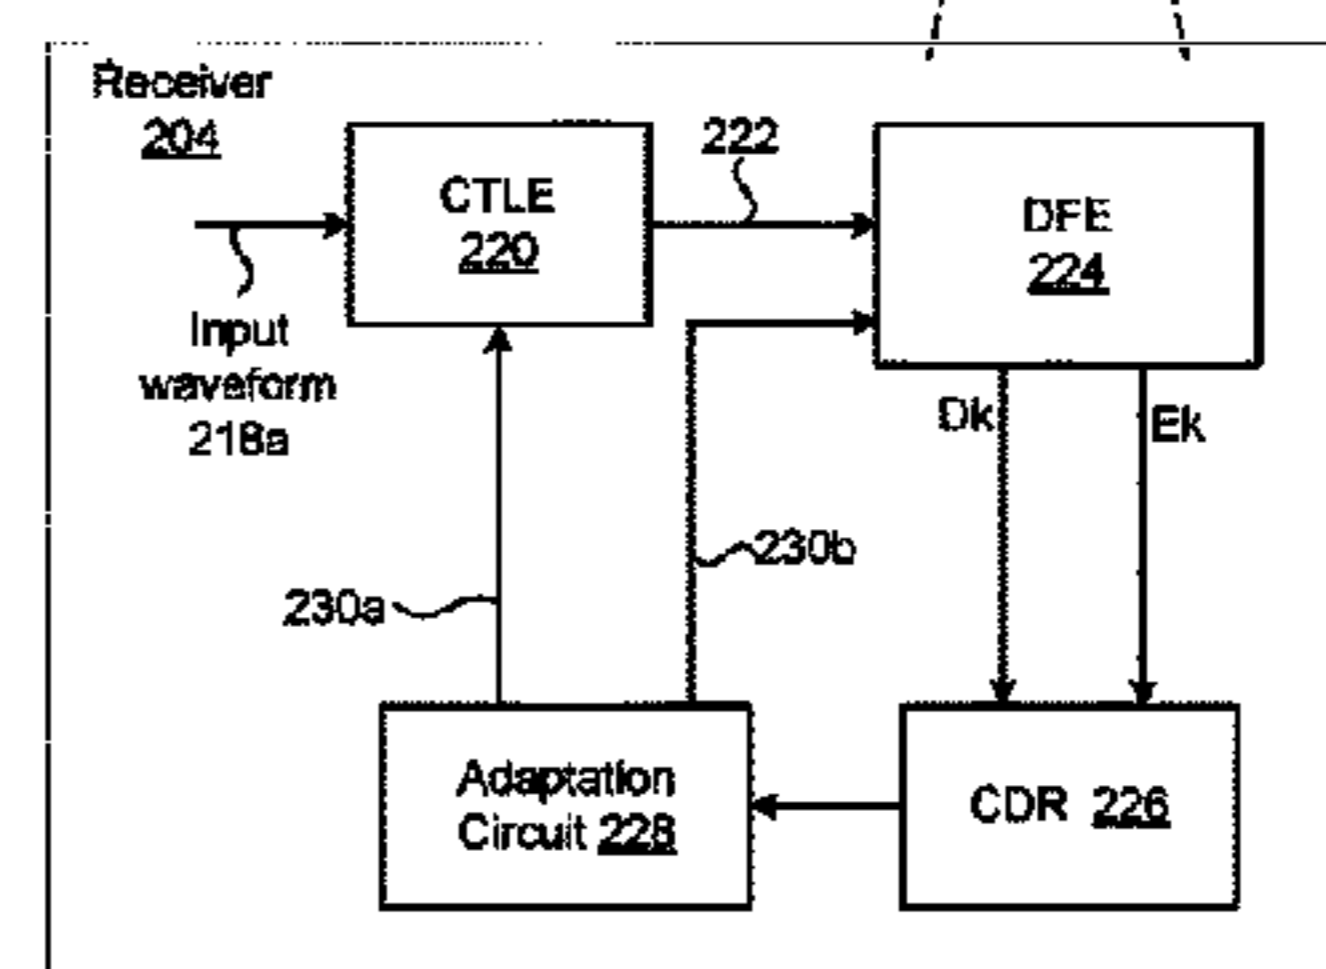 Receiver
204
CTLE
220
222
DFE
224
Input
waveform
218a
Dk
Ek
230b
230a
Adaptation
Circuit 228
CDR 226